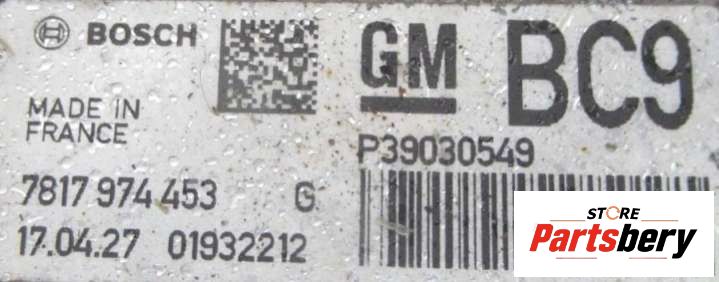 BOSCH
GM BC9
MADE IN
FRANCE
P39030549
7817 974 453 G
17.04.27 01932212
STORE
Partsbery